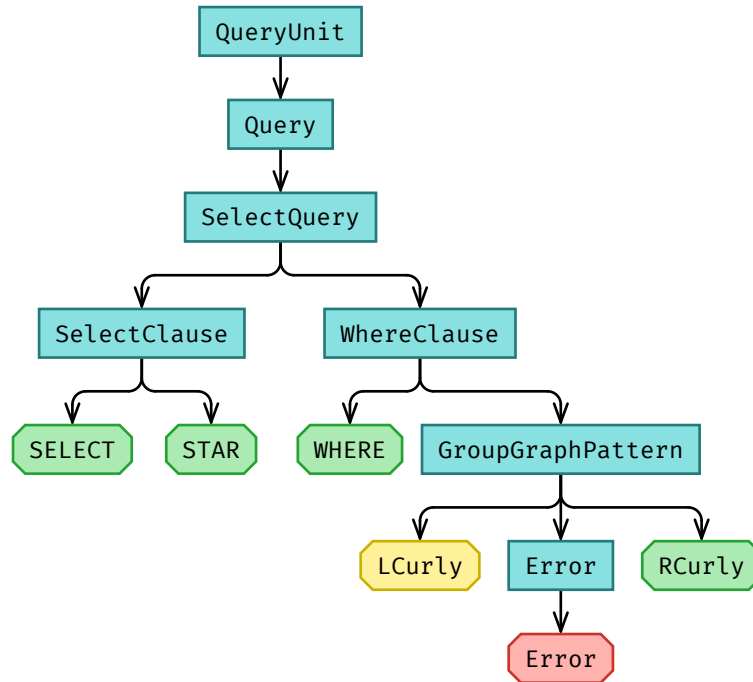 QueryUnit
Query
SelectQuery
SelectClause WhereClause
SELECT STAR WHERE GroupGraphPattern
LCurly Error RCurly
Error